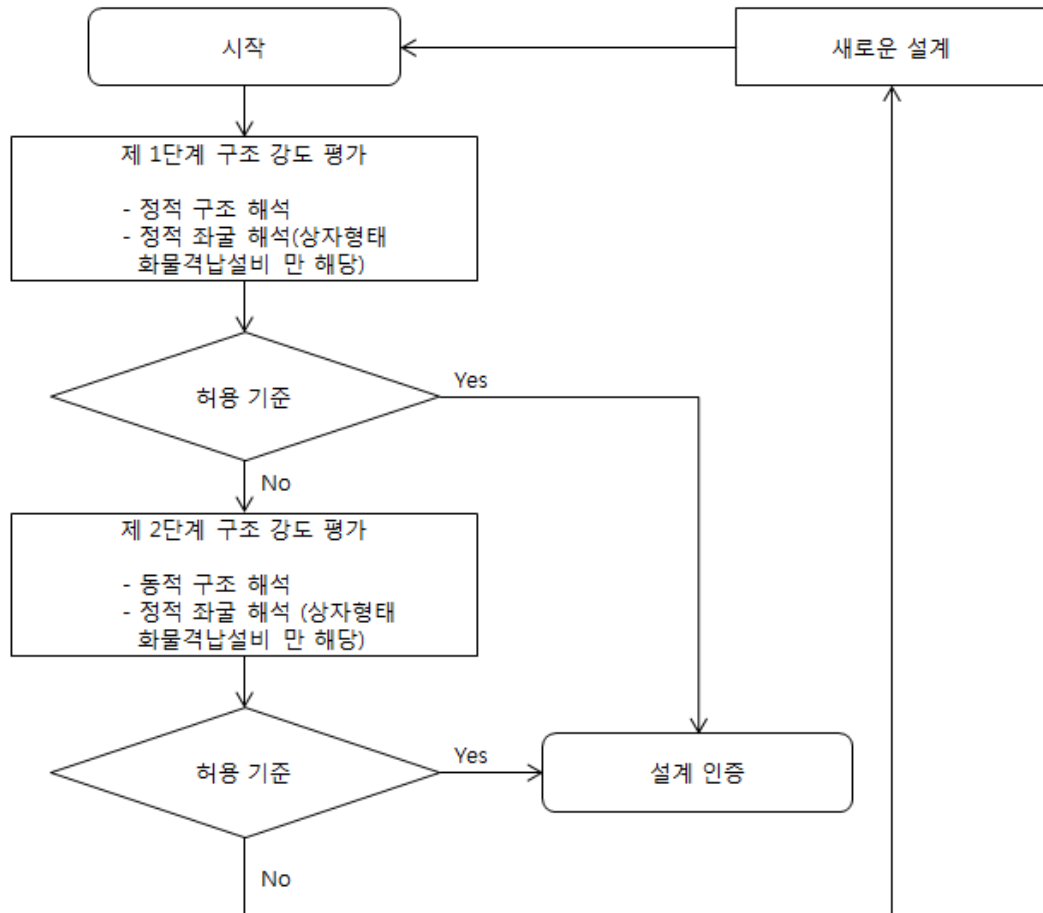 시작
새로운 설계
제 1단계 구조 강도 평가
- 정적 구조 해석
- 정적 좌굴 해석(상자형태
화물격납설비 만 해당)
허용 기준
Yes
No
제 2단계 구조 강도 평가
- 동적 구조 해석
- 정적 좌굴 해석 (상자형태
화물격납설비 만 해당)
허용 기준
Yes
설계 인증
No